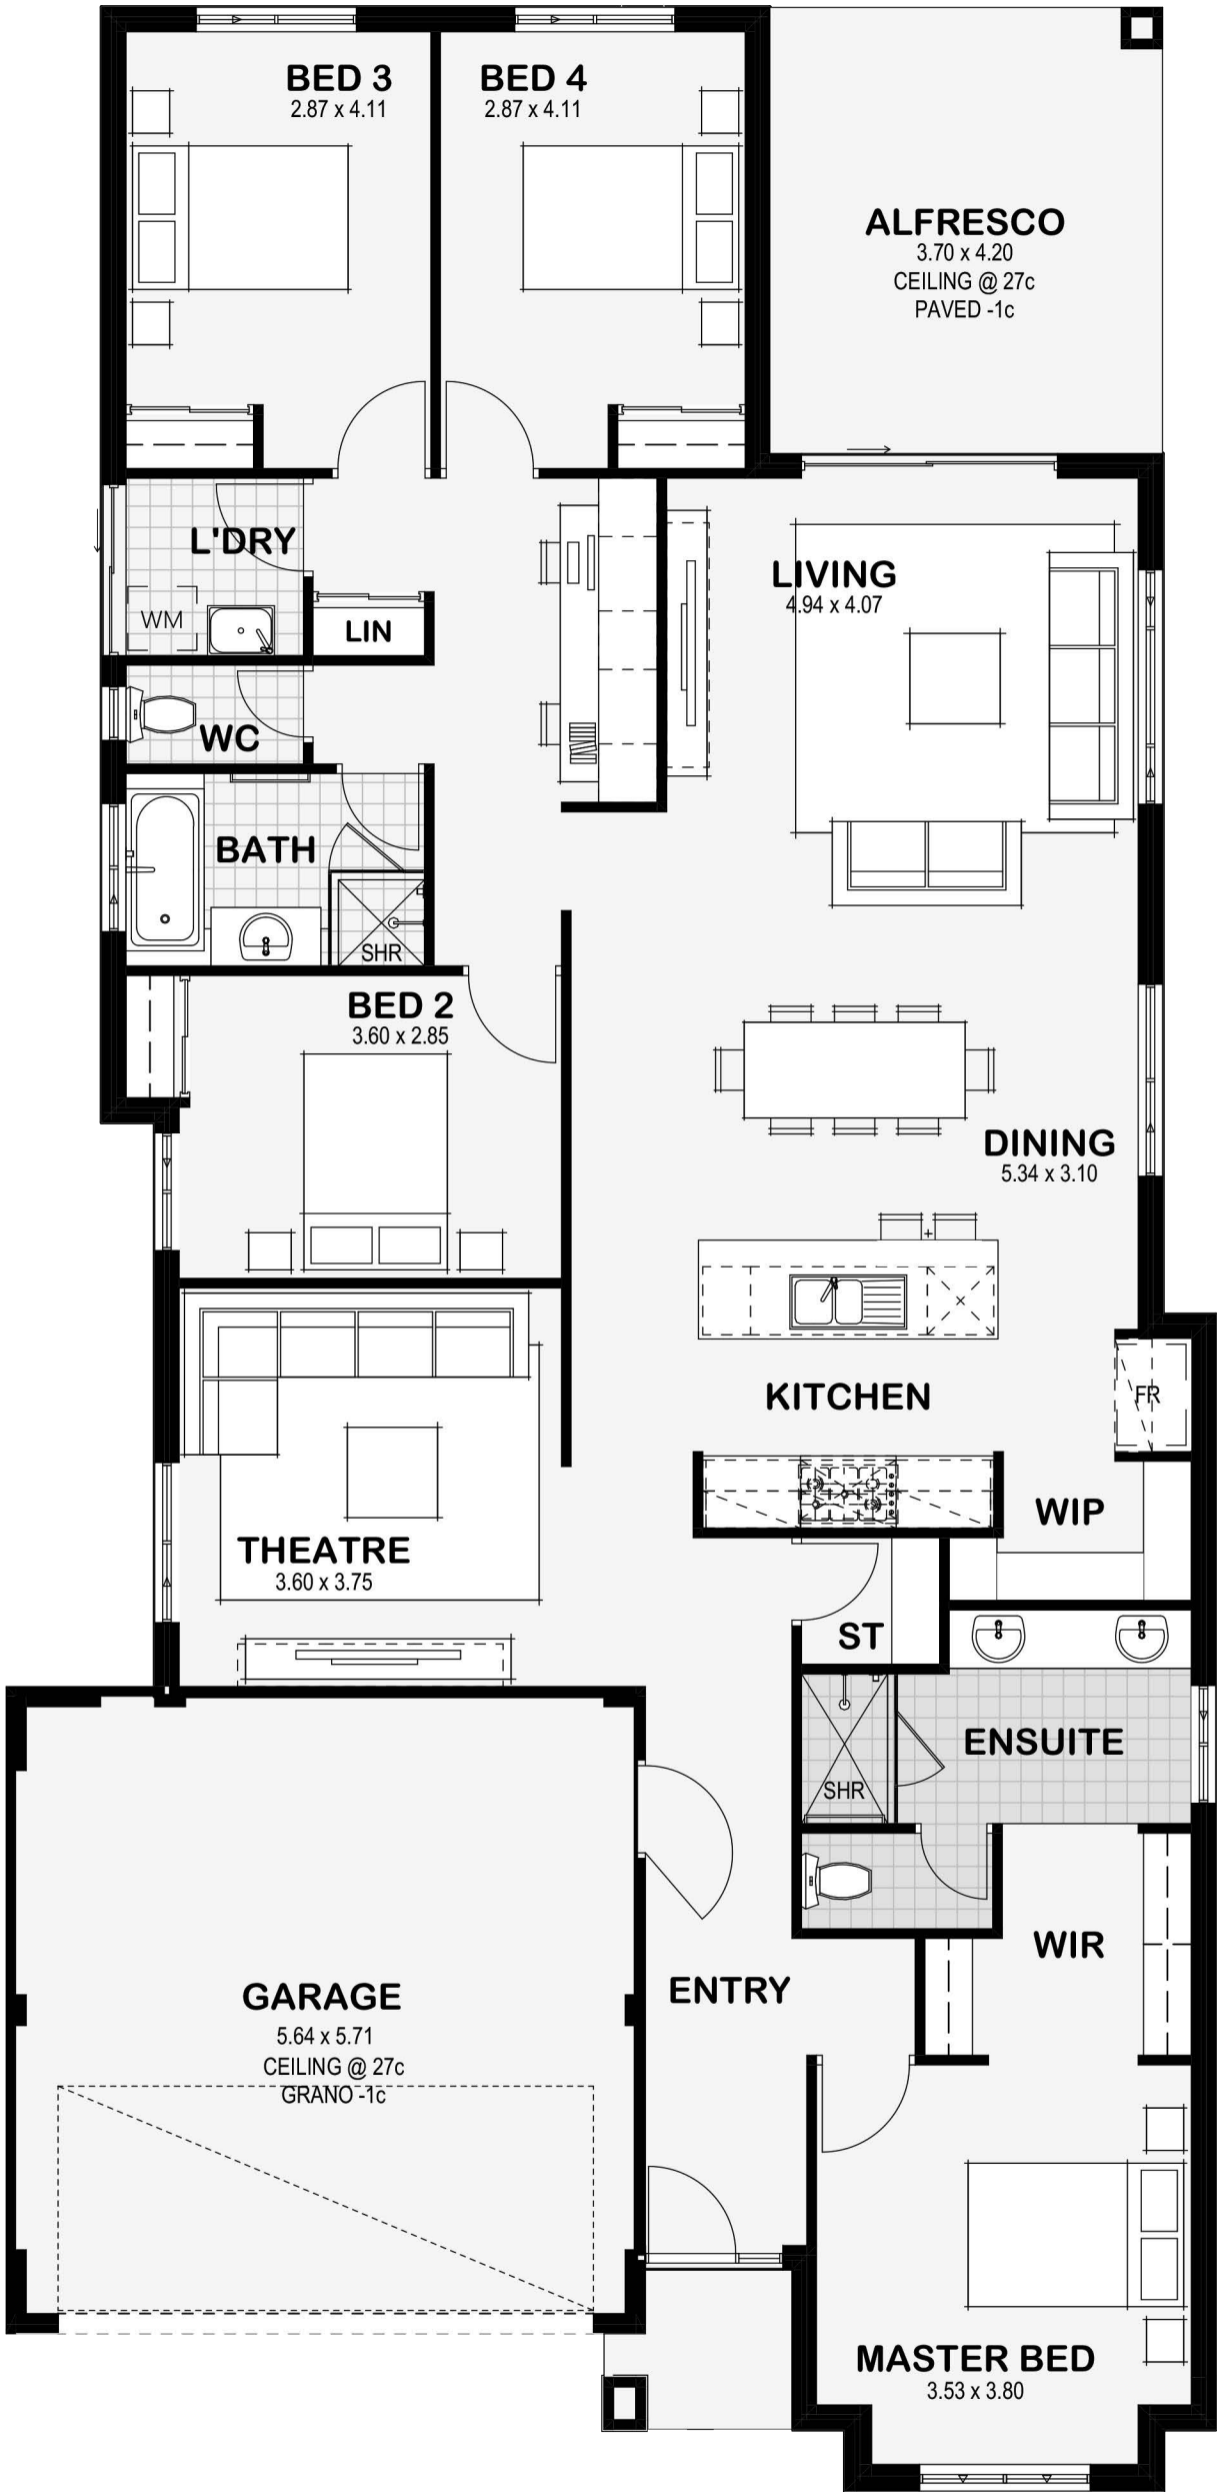 BED 3
2.87 x 4.11
BED 4
2.87 x 4.11
ALFRESCO
3.70 x 4.20
CEILING @ 27c
PAVED -1c
L'DRY
WM
LIN
LIVING
4.94 x 4.07
WC
BATH
SHR
BED 2
3.60 x 2.85
DINING
5.34 x 3.10
KITCHEN
FR
WIP
THEATRE
3.60 x 3.75
ST
ENSUITE
SHR
WIR
GARAGE
5.64 x 5.71
CEILING @ 27c
GRANO -1c
ENTRY
MASTER BED
3.53 x 3.80